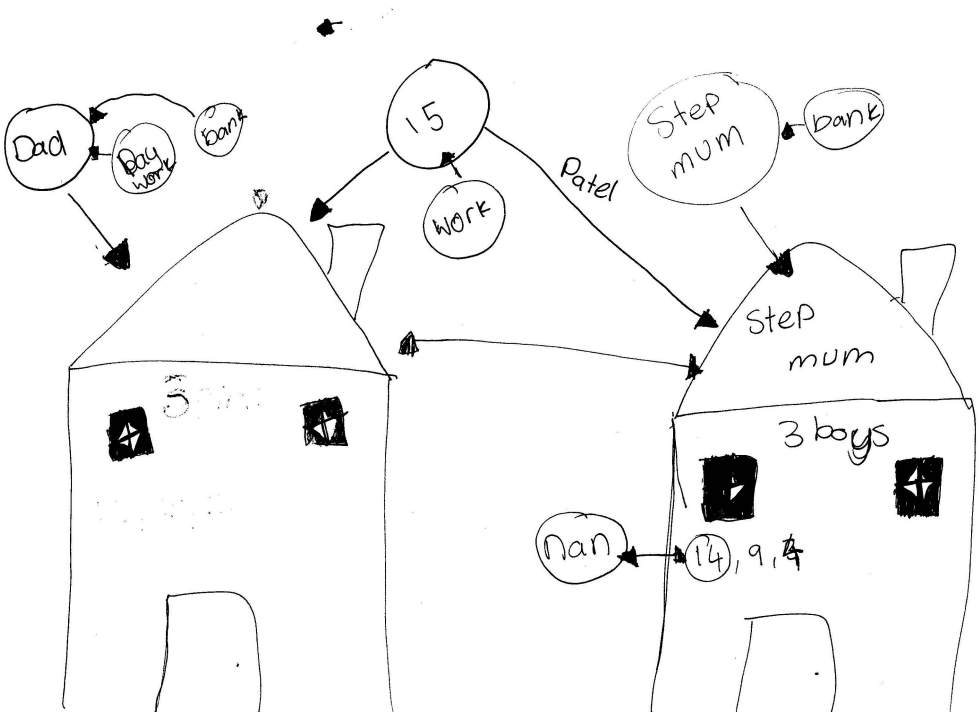 Dad
Pay
work
bank
15
work
Patel
Step
mum
bank
Step
mum
3 boys
nan
14, 9, 4